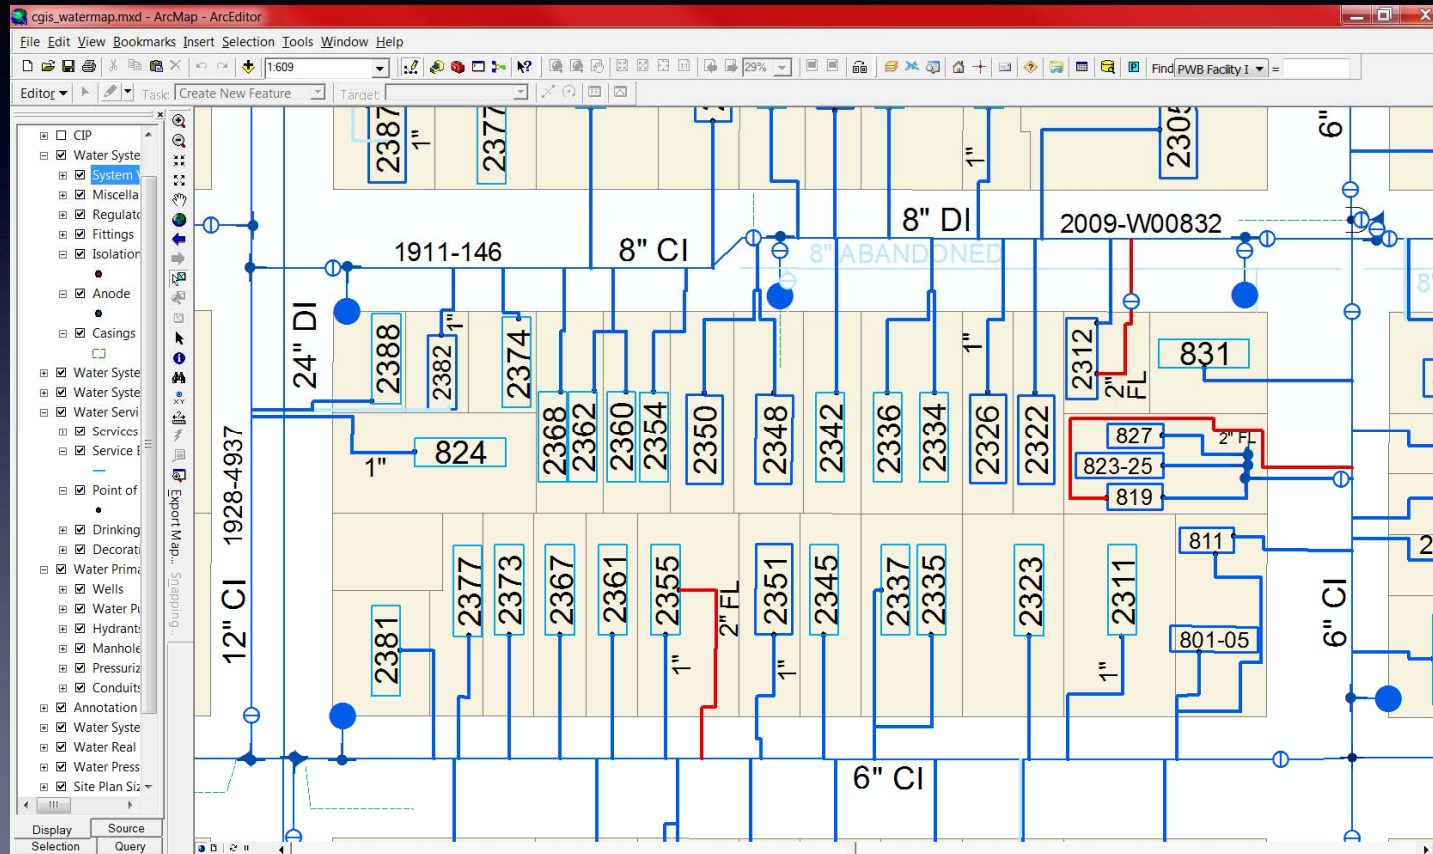 cgis_watermap.mxd - ArcMap - ArcEditor
File Edit View Bookmarks Insert Selection Tools Window Help
1:609
29%
Find PWB Facility I =
Editor
Task: Create New Feature
Target:
CIP
Water Syste
System V
Miscella
Regulato
Fittings
Isolation
Anode
Casings
Water Syste
Water Syste
Water Servi
Services
Service E
Point of
Drinking
Decorati
Water Prima
Wells
Water Pu
Hydrants
Manhole
Pressuriz
Conduits
Annotation
Water Syste
Water Real
Water Press
Site Plan Siz
Display
Source
Selection
Query
Export Map...
Snapping...
2387
1"
2377
1"
2305
6"
8" DI
2009-W00832
1911-146
8" CI
8" ABANDONED
8"
24" DI
2388
2382
1"
2374
2368
2362
2360
2354
2350
2348
2342
2336
2334
1"
2326
2322
2312
2" FL
831
824
1"
827
823-25
819
2" FL
1928-4937
12" CI
2381
2377
2373
2367
2361
2355
1"
2" FL
2351
1"
2345
2337
2335
2323
2311
1"
811
801-05
6" CI
2
6" CI